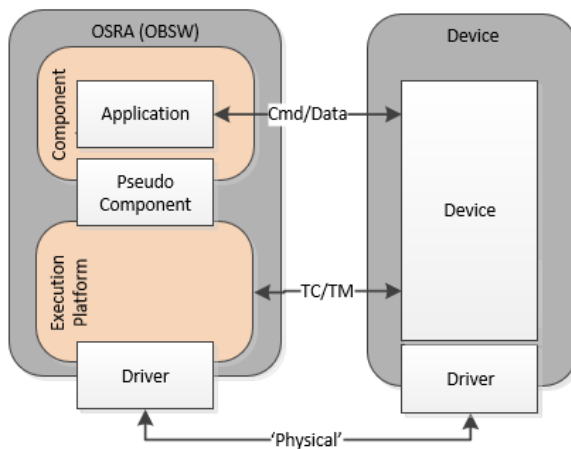 OSRA (OBSW)
Component
Application
Pseudo
Component
Execution
Platform
Driver
Cmd/Data
TC/TM
'Physical'
Device
Device
Driver